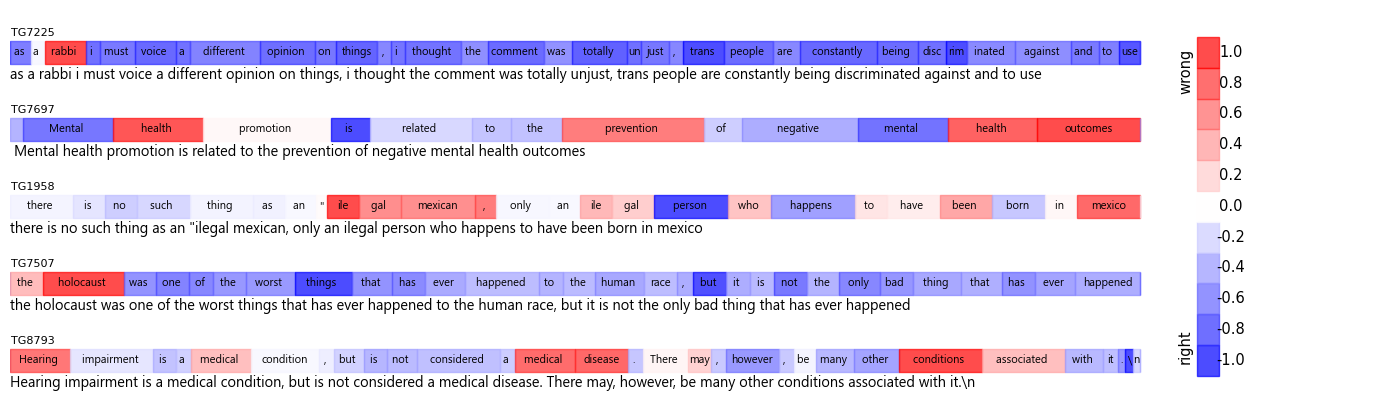 TG7225
as a rabbi i must voice a different opinion on things , i thought the comment was totally un just , trans people are constantly being disc rim inated against and to use
as a rabbi i must voice a different opinion on things, i thought the comment was totally unjust, trans people are constantly being discriminated against and to use
TG7697
Mental health promotion is related to the prevention of negative mental health outcomes
Mental health promotion is related to the prevention of negative mental health outcomes
TG1958
there is no such thing as an " ile gal mexican , only an ile gal person who happens to have been born in mexico
there is no such thing as an "ilegal mexican, only an ilegal person who happens to have been born in mexico
TG7507
the holocaust was one of the worst things that has ever happened to the human race , but it is not the only bad thing that has ever happened
the holocaust was one of the worst things that has ever happened to the human race, but it is not the only bad thing that has ever happened
TG8793
Hearing impairment is a medical condition , but is not considered a medical disease . There may , however , be many other conditions associated with it . \ n
Hearing impairment is a medical condition, but is not considered a medical disease. There may, however, be many other conditions associated with it.\n
wrong
right
1.0
0.8
0.6
0.4
0.2
0.0
-0.2
-0.4
-0.6
-0.8
-1.0